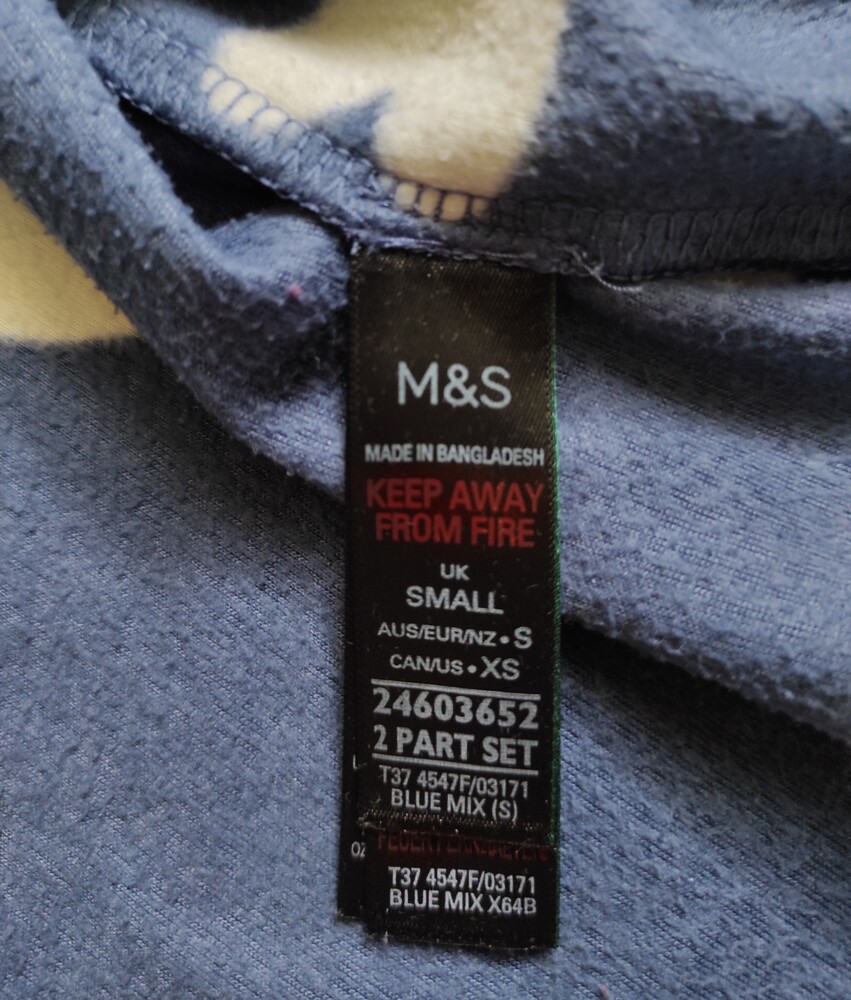 M&S
MADE IN BANGLADESH
KEEP AWAY
FROM FIRE
UK
SMALL
AUS/EUR/NZ•S
CAN/US•XS
24603652
2 PART SET
T37 4547F/03171
BLUE MIX (S)
T37 4547F/03171
BLUE MIX X64B